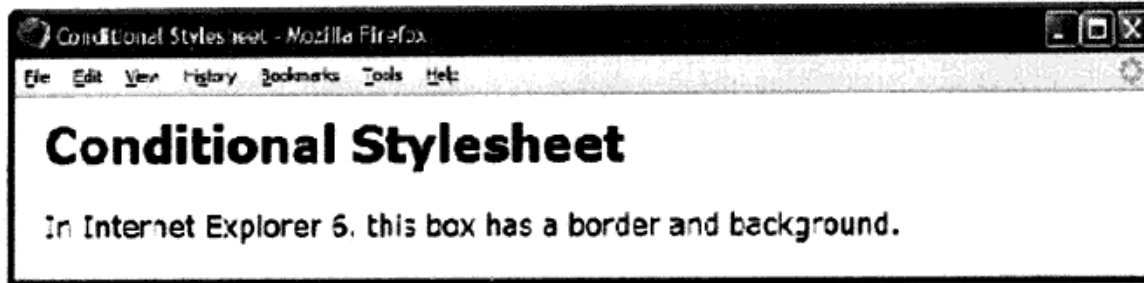 Conditional Stylesheet - Mozilla Firefox
File Edit View History Bookmarks Tools Help
Conditional Stylesheet
In Internet Explorer 6, this box has a border and background.